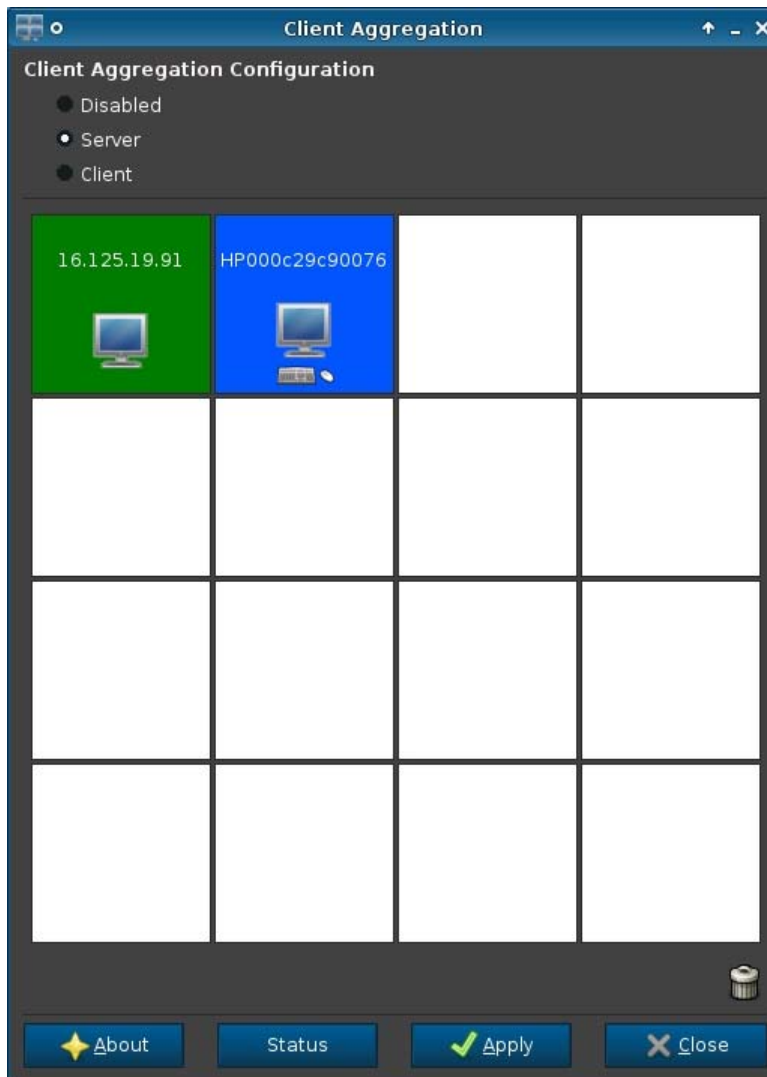 Client Aggregation
Client Aggregation Configuration
Disabled
Server
Client
16.125.19.91
HP000c29c90076
About
Status
Apply
Close